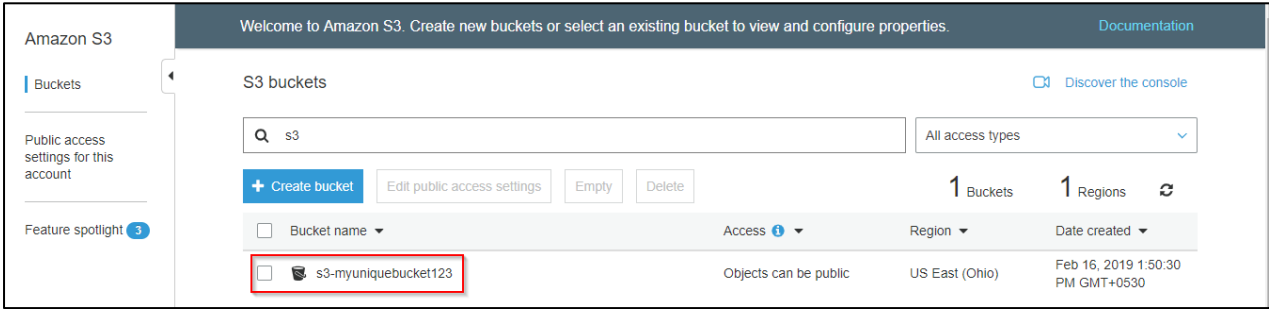 Amazon S3
Welcome to Amazon S3. Create new buckets or select an existing bucket to view and configure properties.
Documentation
Buckets
Public access
settings for this
account
Feature spotlight 3
S3 buckets
Discover the console
s3
All access types
+ Create bucket Edit public access settings Empty Delete
1 Buckets 1 Regions
Bucket name Access Region Date created
s3-myuniquebucket123 Objects can be public US East (Ohio) Feb 16, 2019 1:50:30
PM GMT+0530